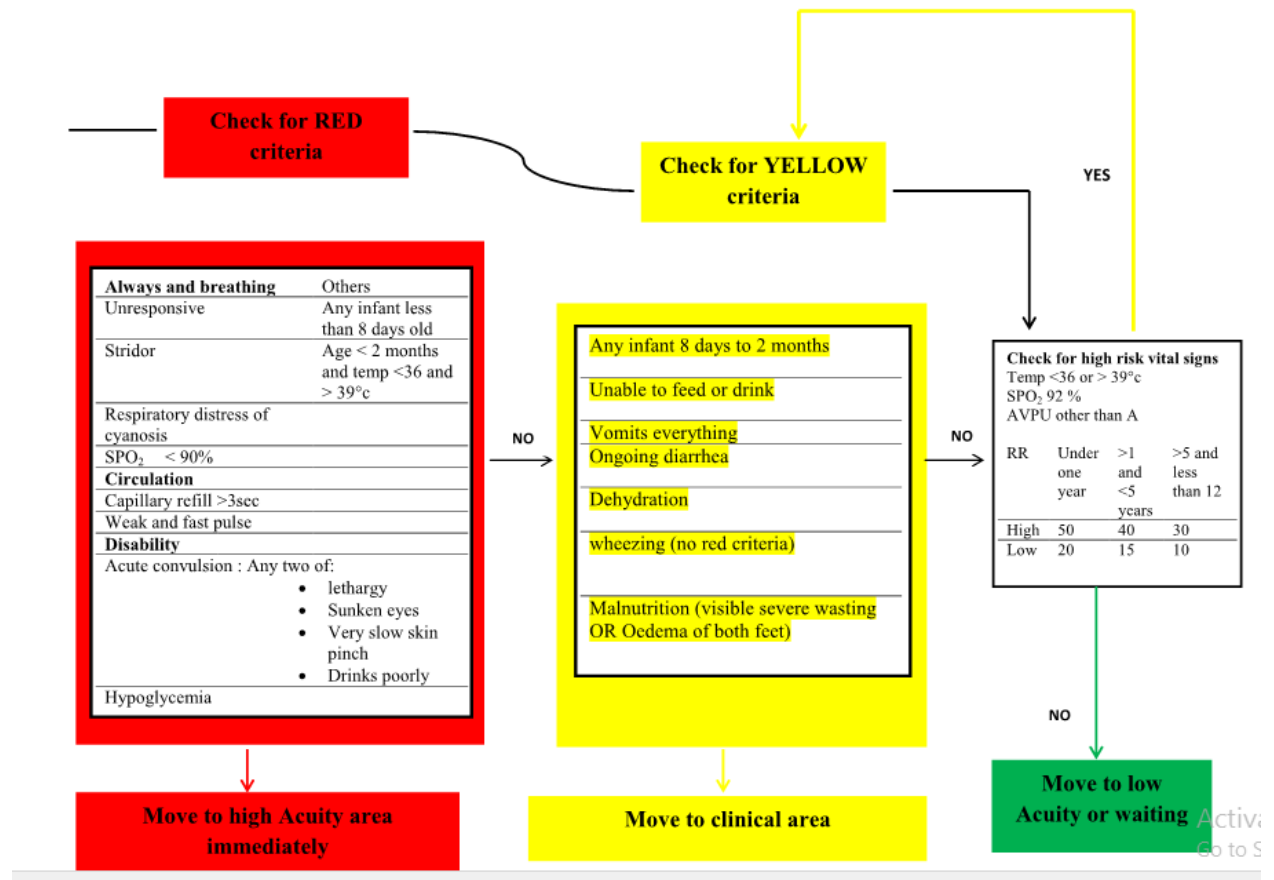 Check for RED
criteria
Check for YELLOW
criteria
YES
Always and breathing Others
Unresponsive Any infant less
than 8 days old
Stridor Age < 2 months
and temp <36 and
> 39°c
Respiratory distress of
cyanosis
SPO₂ < 90%
Circulation
Capillary refill >3sec
Weak and fast pulse
Disability
Acute convulsion : Any two of:
• lethargy
• Sunken eyes
• Very slow skin
pinch
• Drinks poorly
Hypoglycemia
NO
Any infant 8 days to 2 months
Unable to feed or drink
Vomits everything
Ongoing diarrhea
Dehydration
wheezing (no red criteria)
Malnutrition (visible severe wasting
OR Oedema of both feet)
NO
Check for high risk vital signs
Temp <36 or > 39°c
SPO₂ 92 %
AVPU other than A
RR Under >1 >5 and
one and less
year <5 than 12
years
High 50 40 30
Low 20 15 10
NO
Move to high Acuity area
immediately
Move to clinical area
Move to low
Acuity or waiting
Activa
Go to S